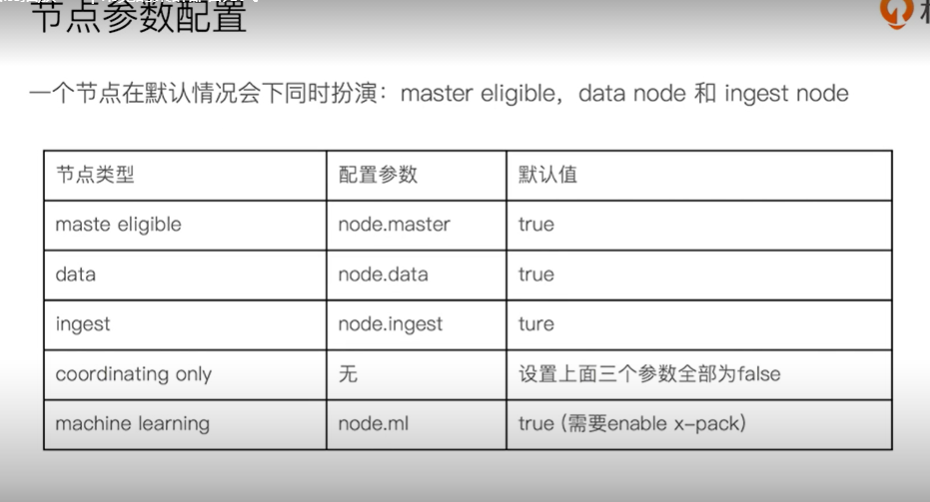 节点参数配置
一个节点在默认情况会下同时扮演：master eligible，data node 和 ingest node
节点类型 配置参数 默认值
maste eligible node.master true
data node.data true
ingest node.ingest ture
coordinating only 无 设置上面三个参数全部为false
machine learning node.ml true (需要enable x-pack)